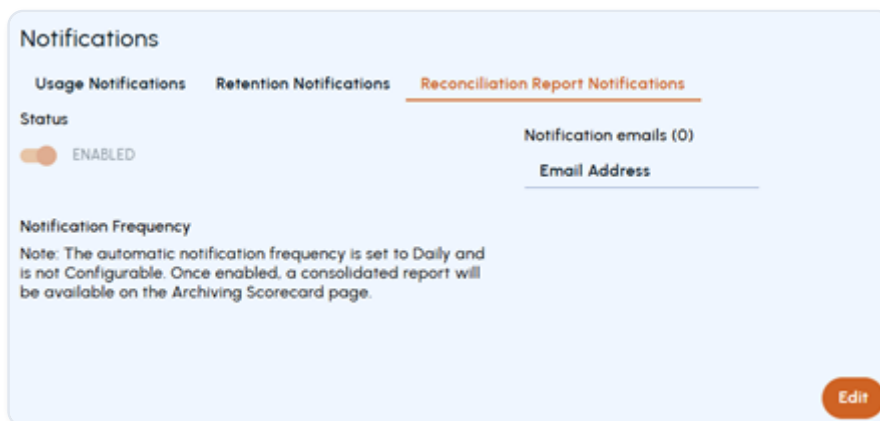 Notifications
Usage Notifications
Retention Notifications
Reconciliation Report Notifications
Status
ENABLED
Notification emails (0)
Email Address
Notification Frequency
Note: The automatic notification frequency is set to Daily and
is not Configurable. Once enabled, a consolidated report will
be available on the Archiving Scorecard page.
Edit